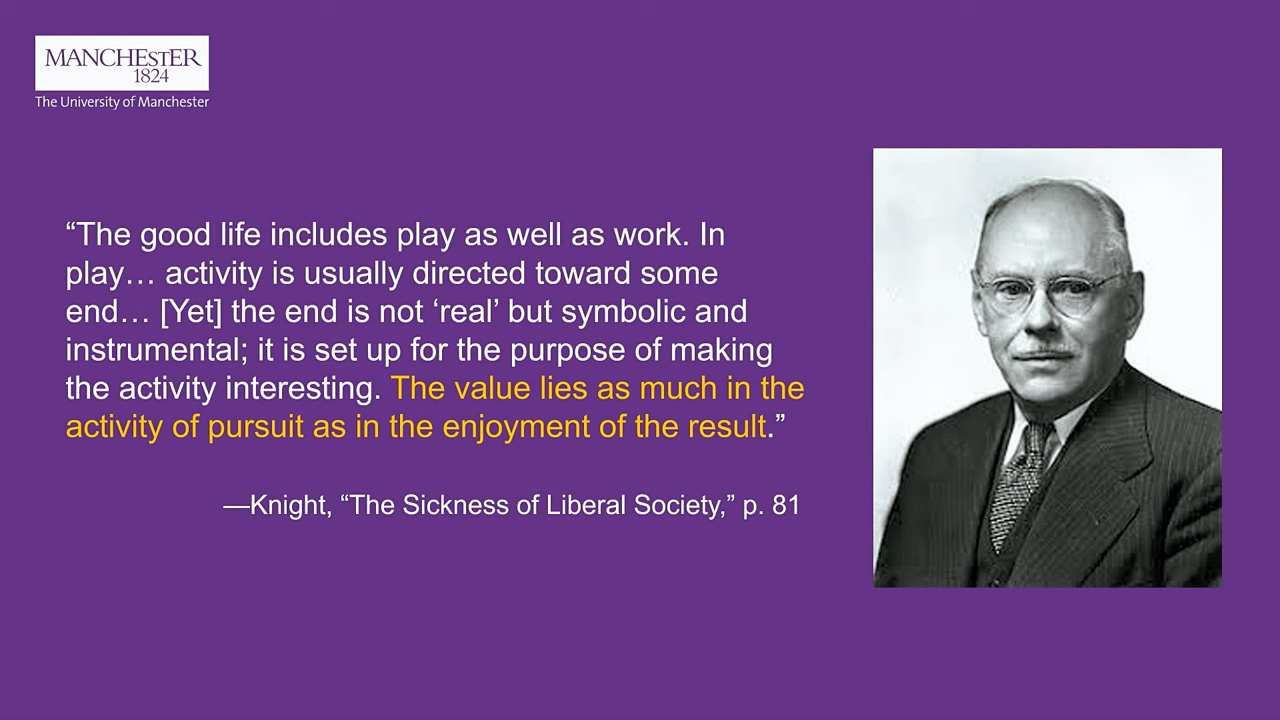 MANCHESTER
1824
The University of Manchester
“The good life includes play as well as work. In
play… activity is usually directed toward some
end… [Yet] the end is not ‘real’ but symbolic and
instrumental; it is set up for the purpose of making
the activity interesting. The value lies as much in the
activity of pursuit as in the enjoyment of the result.”
—Knight, “The Sickness of Liberal Society,” p. 81